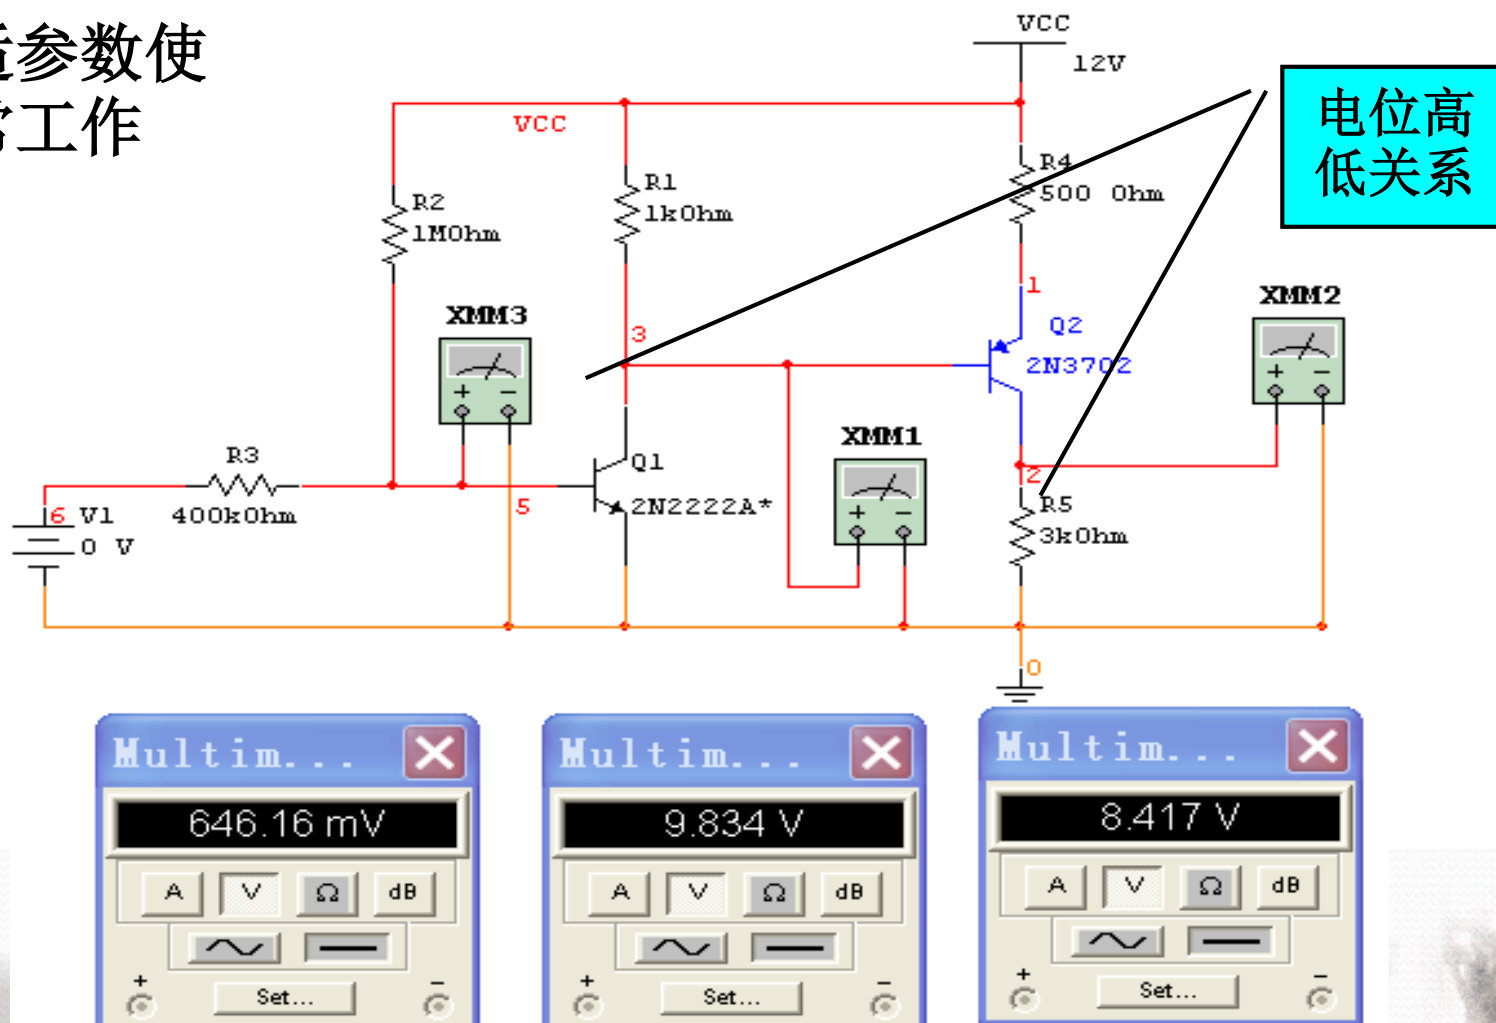 参数使
工作
VCC
12V
电位高
低关系
VCC
R4
500 Ohm
R1
1kOhm
R2
1MOhm
1
XMM2
XMM3
3
Q2
2N3702
+ −
+ −
XMM1
R3
Q1
2
6 V1
400kOhm
5
2N2222A*
R5
+ −
0 V
3kOhm
0
Multim...
Multim...
Multim...
646.16 mV
9.834 V
8.417 V
A V Ω dB
A V Ω dB
A V Ω dB
+ Set... −
+ Set... −
+ Set... −